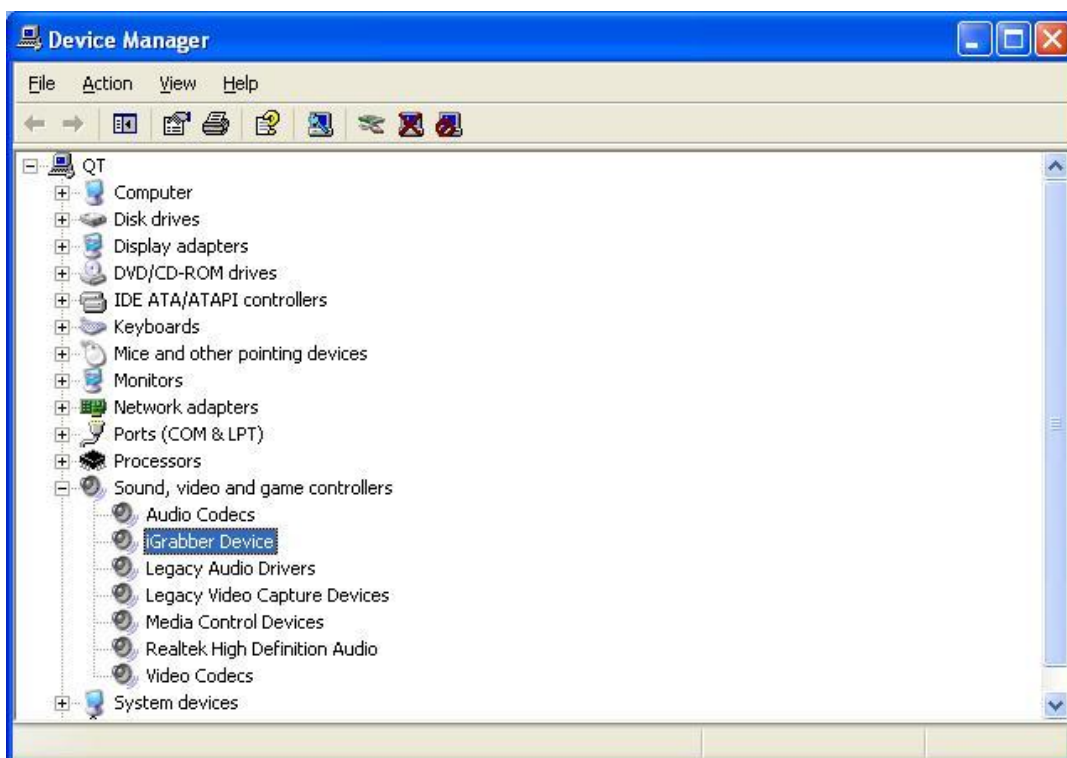 Device Manager
File Action View Help
QT
Computer
Disk drives
Display adapters
DVD/CD-ROM drives
IDE ATA/ATAPI controllers
Keyboards
Mice and other pointing devices
Monitors
Network adapters
Ports (COM & LPT)
Processors
Sound, video and game controllers
Audio Codecs
iGrabber Device
Legacy Audio Drivers
Legacy Video Capture Devices
Media Control Devices
Realtek High Definition Audio
Video Codecs
System devices